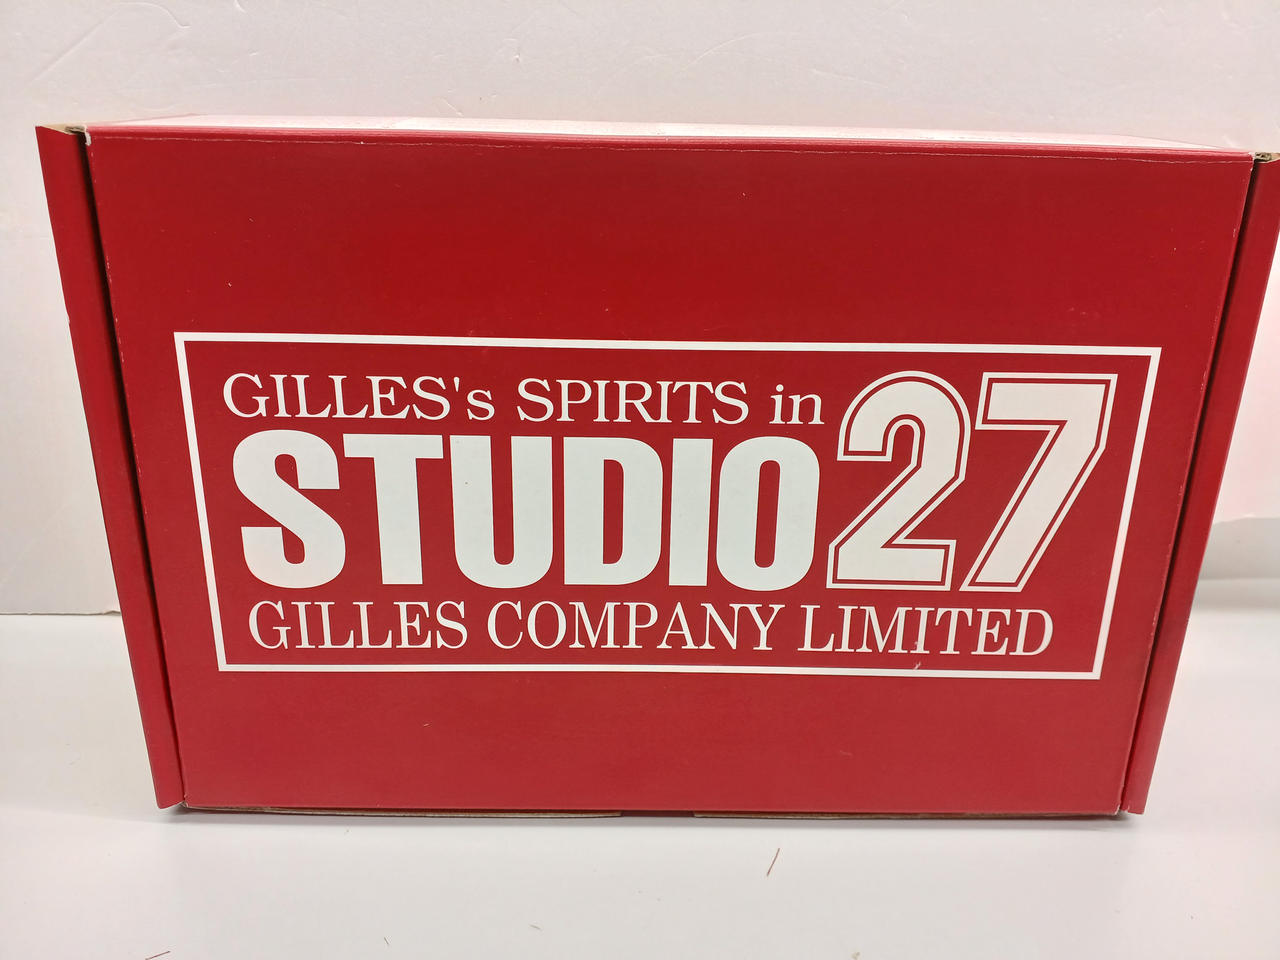 GILLES's SPIRITS in
STUDIO27
GILLES COMPANY LIMITED